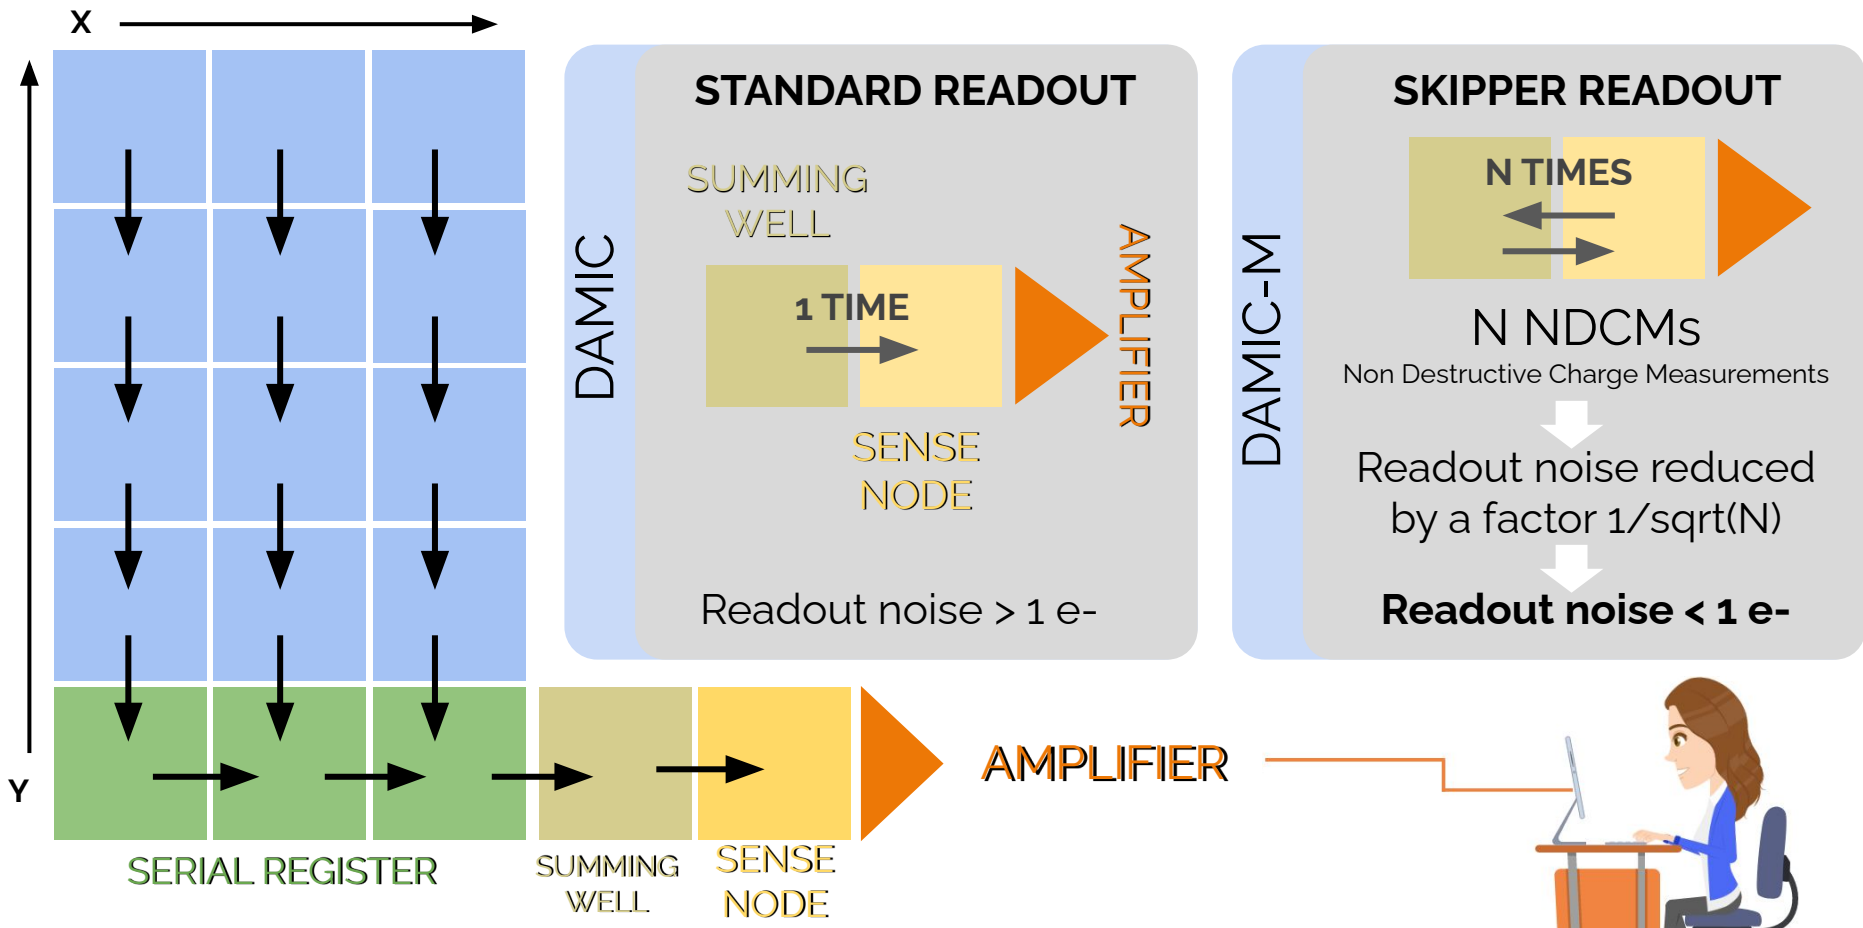 X
Y
STANDARD READOUT
DAMIC
SUMMING
WELL
1 TIME
AMPLIFIER
SENSE
NODE
Readout noise > 1 e-
SKIPPER READOUT
DAMIC-M
N TIMES
N NDCMs
Non Destructive Charge Measurements
Readout noise reduced
by a factor 1/sqrt(N)
Readout noise < 1 e-
AMPLIFIER
SERIAL REGISTER
SUMMING
WELL
SENSE
NODE